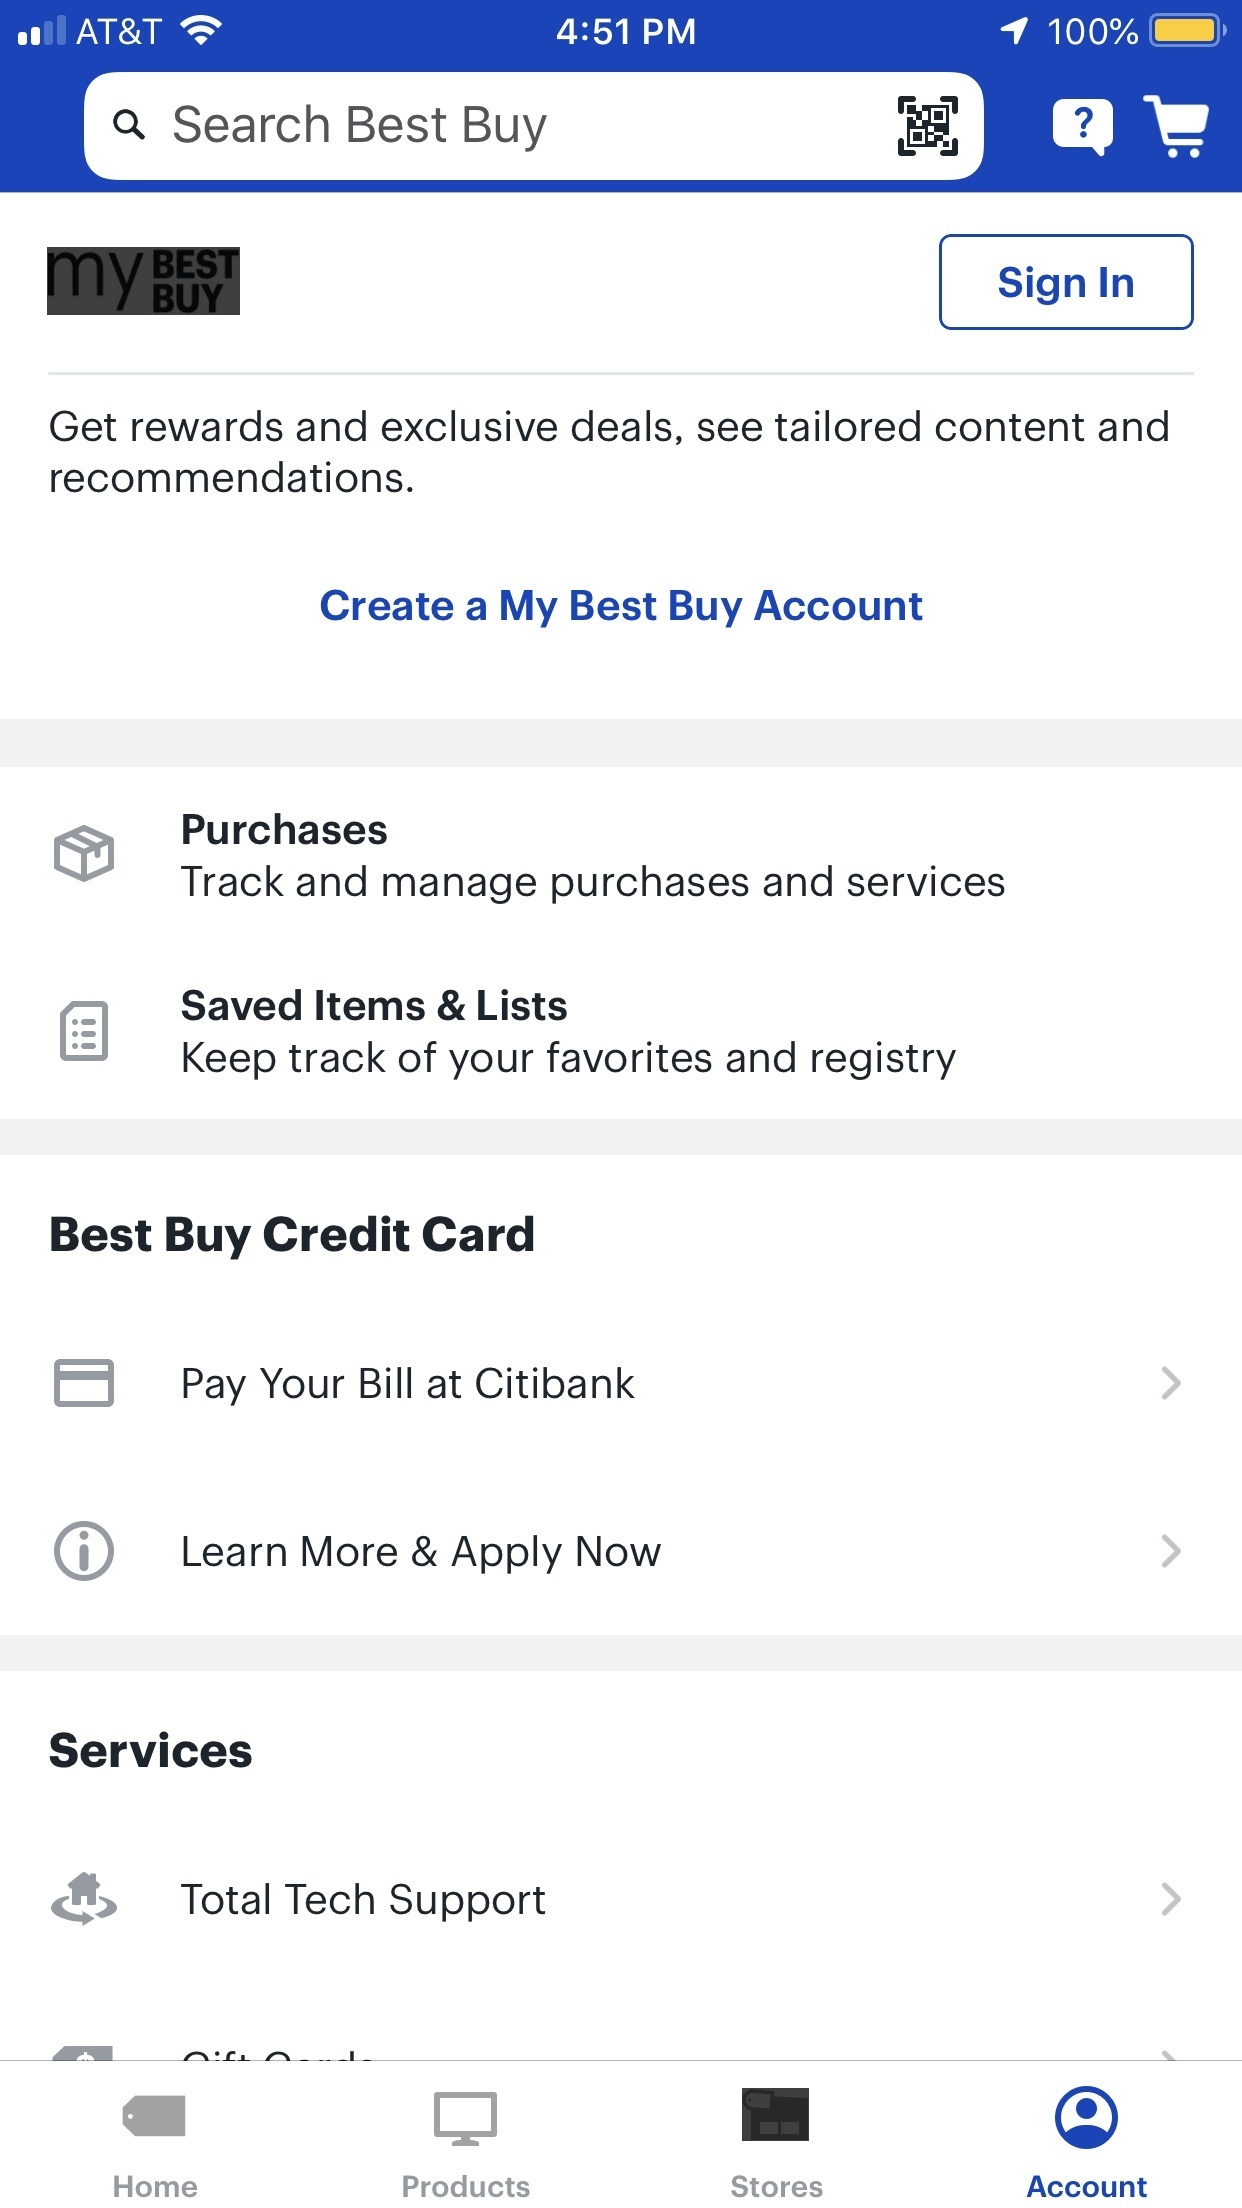 AT&T 4:51 PM 100%
Search Best Buy
?
my BEST BUY
Sign In
Get rewards and exclusive deals, see tailored content and
recommendations.
Create a My Best Buy Account
Purchases
Track and manage purchases and services
Saved Items & Lists
Keep track of your favorites and registry
Best Buy Credit Card
Pay Your Bill at Citibank
Learn More & Apply Now
Services
Total Tech Support
Gift Cards
Home Products Stores Account